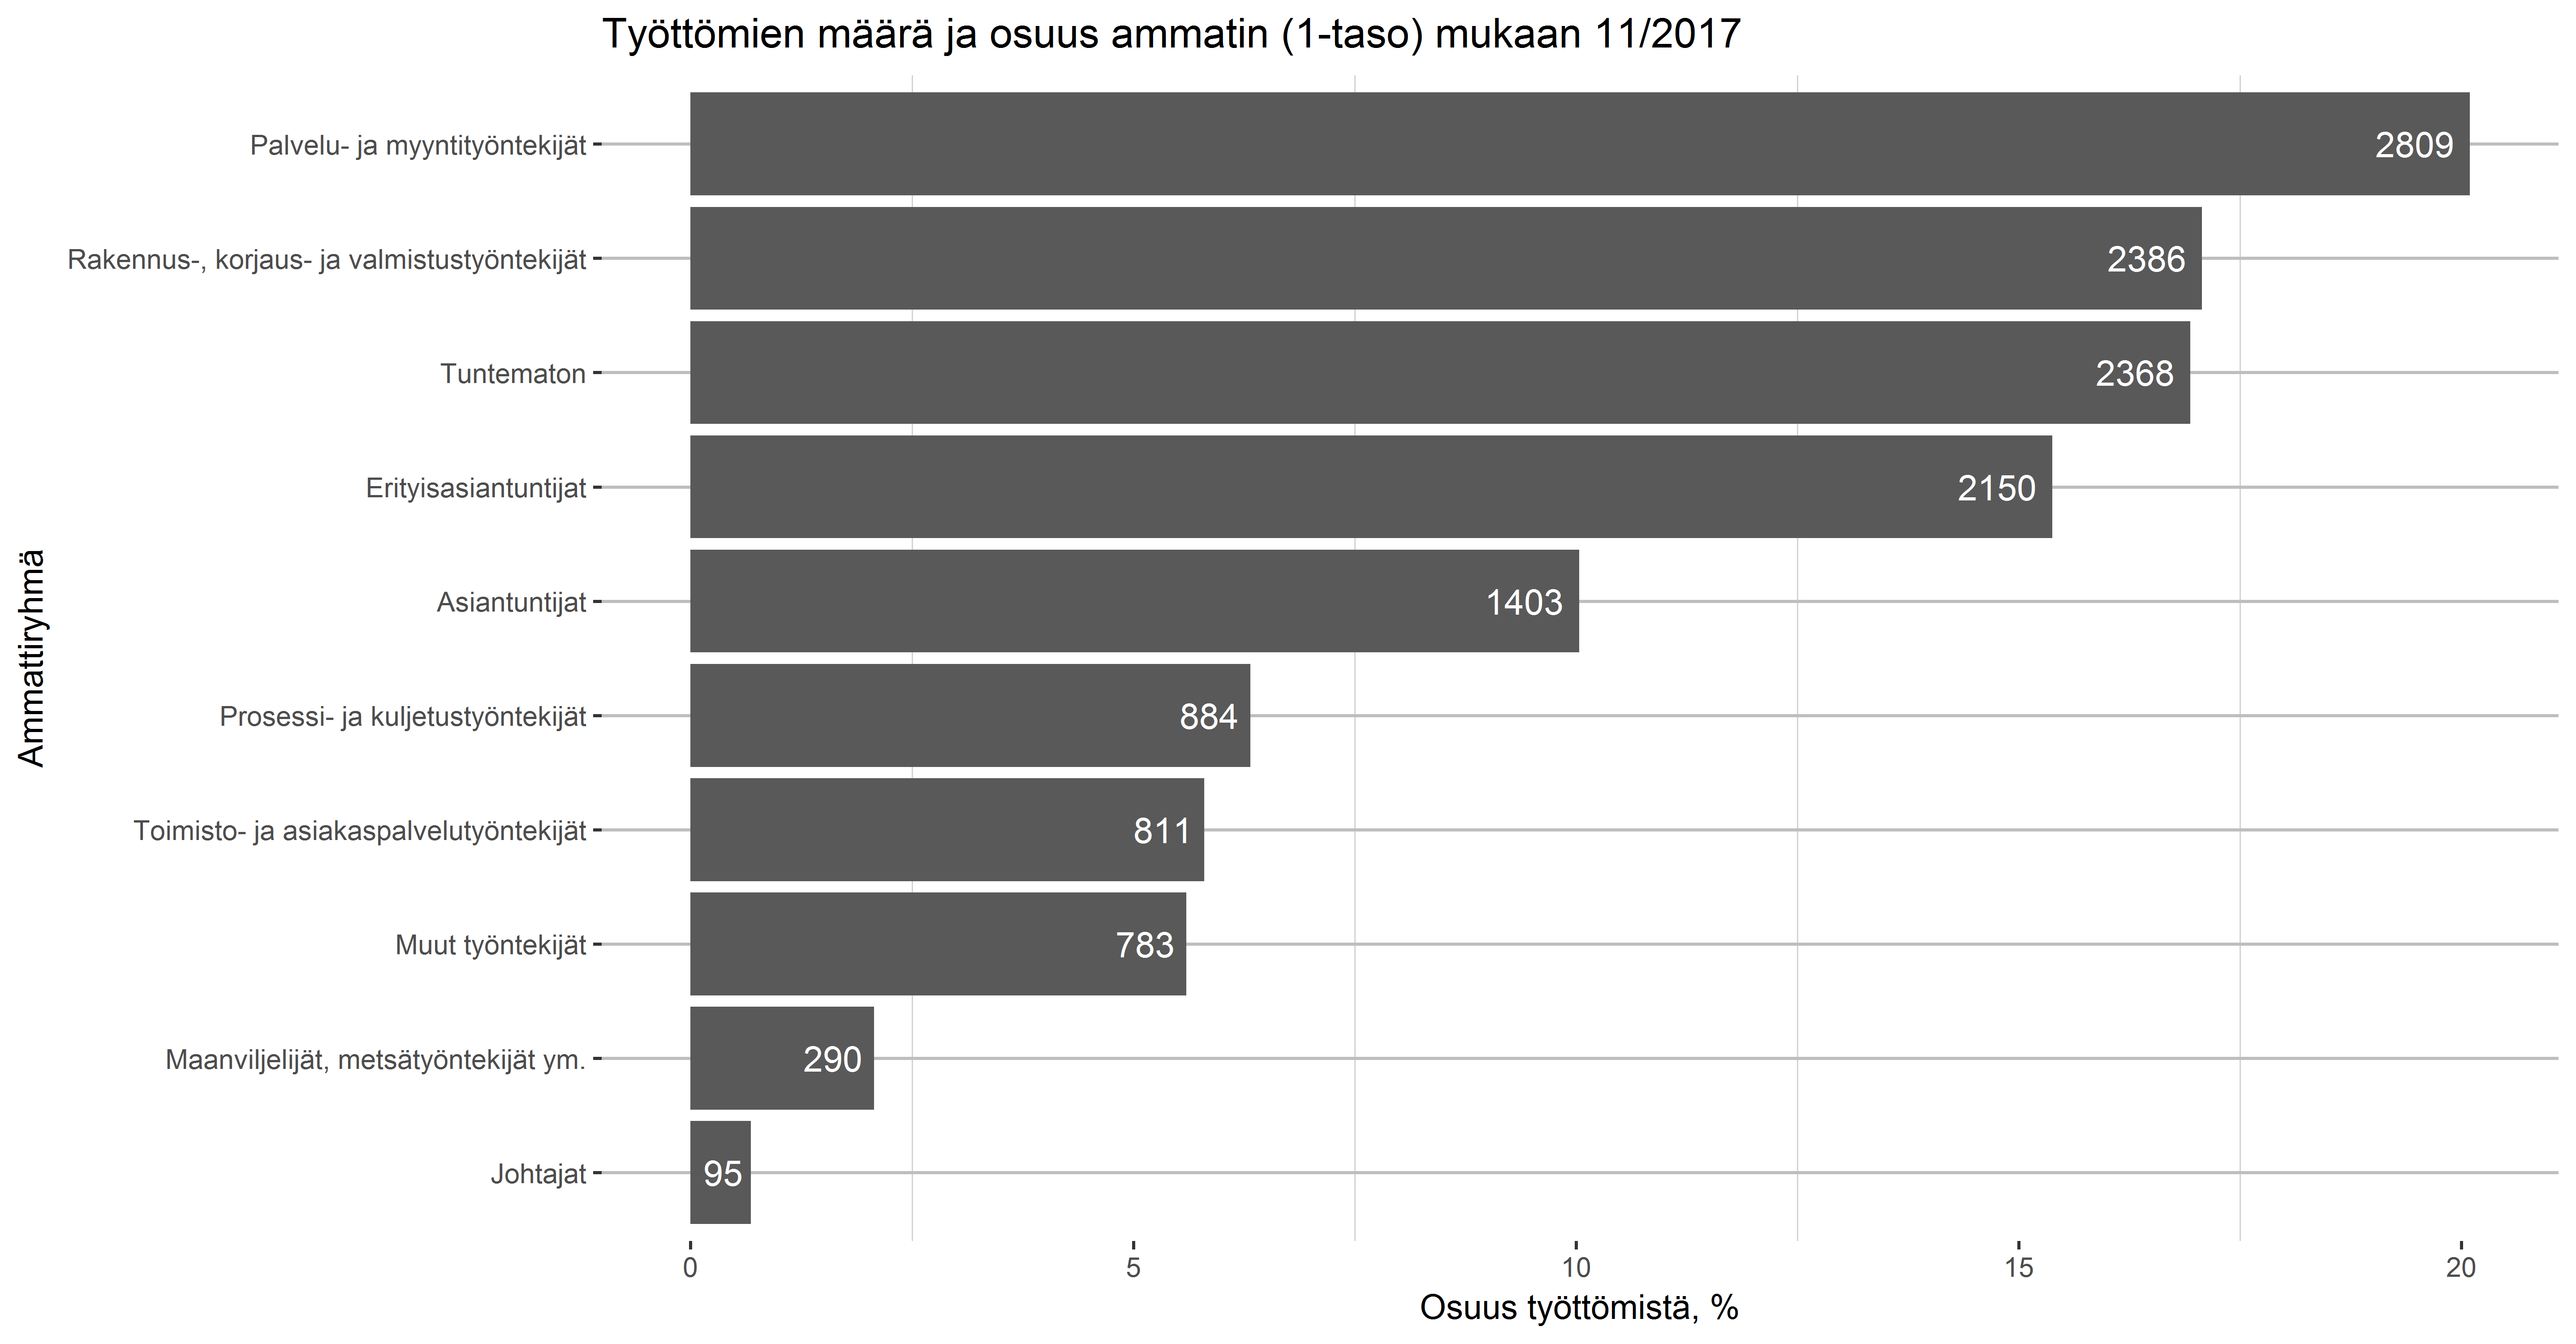 Työttömien määrä ja osuus ammatin (1-taso) mukaan 11/2017
Ammattiryhmä
Palvelu- ja myyntityöntekijät
2809
Rakennus-, korjaus- ja valmistustyöntekijät
2386
Tuntematon
2368
Erityisasiantuntijat
2150
Asiantuntijat
1403
Prosessi- ja kuljetustyöntekijät
884
Toimisto- ja asiakaspalvelutyöntekijät
811
Muut työntekijät
783
Maanviljelijät, metsätyöntekijät ym.
290
Johtajat
95
0 5 10 15 20
Osuus työttömistä, %